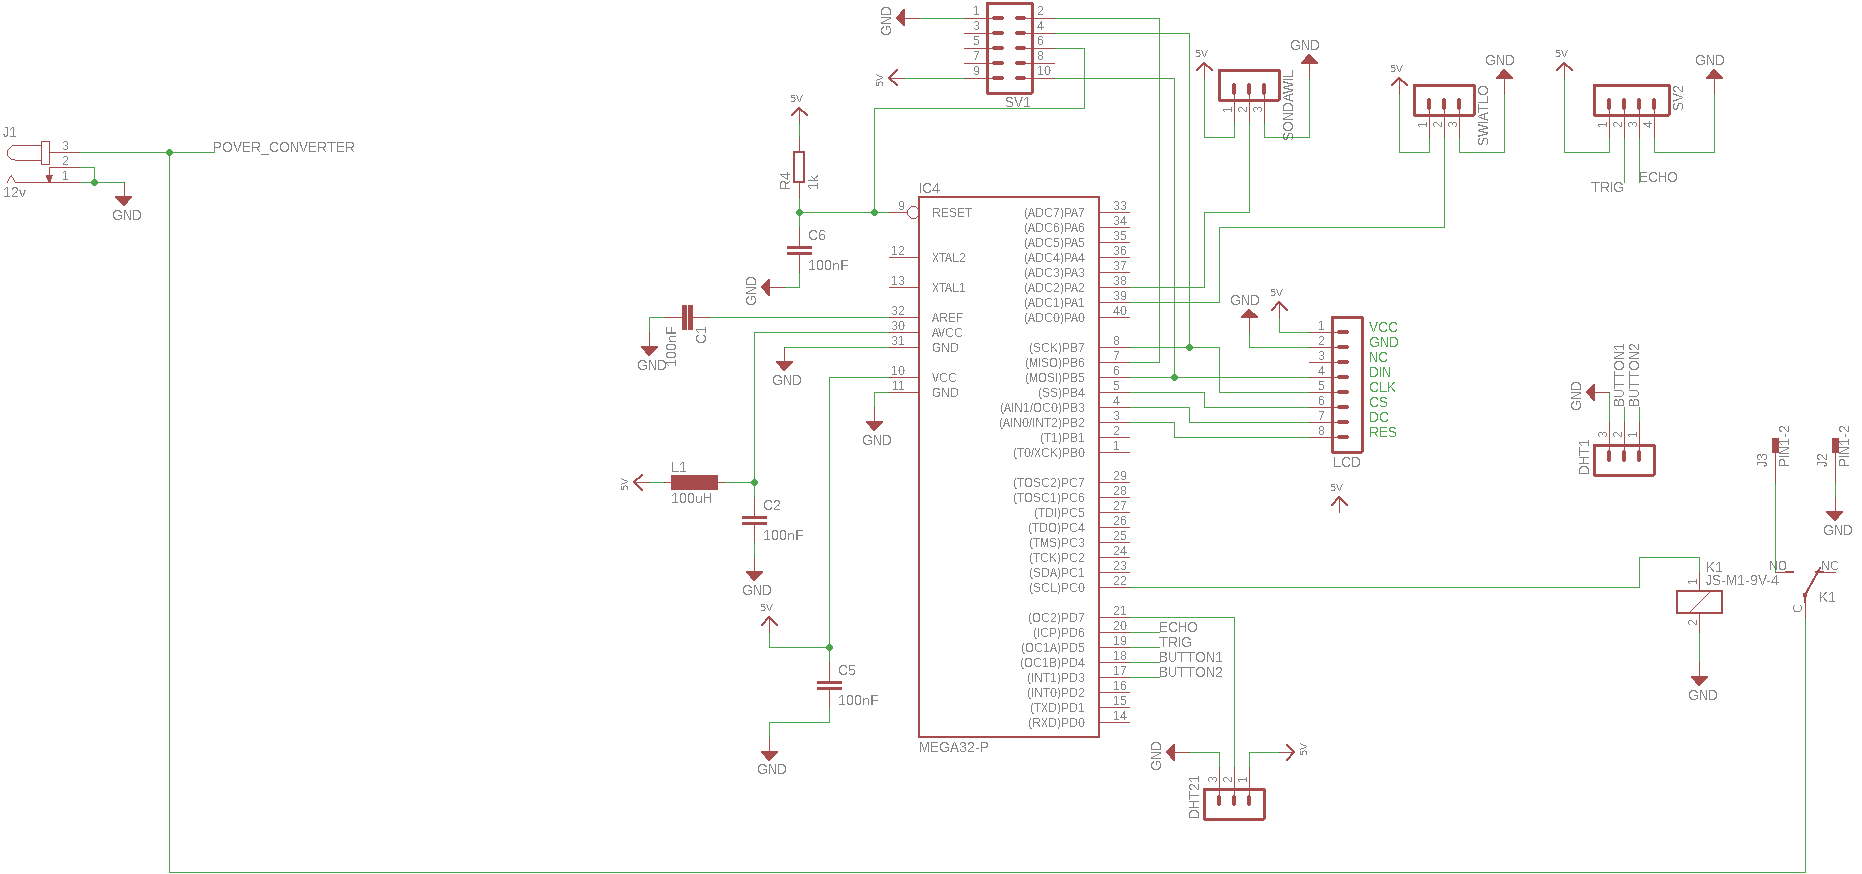 J1
3
2
1
12v
GND
POVER_CONVERTER
GND
5V
1
3
5
7
9
2
4
6
8
10
SV1
5V
GND
1
2
3
SONDAWIL
5V
GND
1
2
3
SWIATLO
5V
GND
1
2
3
4
SV2
TRIG
ECHO
5V
R4
1k
C6
100nF
GND
C1
100nF
GND
GND
GND
5V
L1
100uH
C2
100nF
GND
5V
C5
100nF
GND
IC4
9 RESET
12 XTAL2
13 XTAL1
32 AREF
30 AVCC
31 GND
10 VCC
11 GND
(ADC7)PA7 33
(ADC6)PA6 34
(ADC5)PA5 35
(ADC4)PA4 36
(ADC3)PA3 37
(ADC2)PA2 38
(ADC1)PA1 39
(ADC0)PA0 40
(SCK)PB7 8
(MISO)PB6 7
(MOSI)PB5 6
(SS)PB4 5
(AIN1/OC0)PB3 4
(AIN0/INT2)PB2 3
(T1)PB1 2
(T0/XCK)PB0 1
(TOSC2)PC7 29
(TOSC1)PC6 28
(TDI)PC5 27
(TDO)PC4 26
(TMS)PC3 25
(TCK)PC2 24
(SDA)PC1 23
(SCL)PC0 22
(OC2)PD7 21
(ICP)PD6 20 ECHO
(OC1A)PD5 19 TRIG
(OC1B)PD4 18 BUTTON1
(INT1)PD3 17 BUTTON2
(INT0)PD2 16
(TXD)PD1 15
(RXD)PD0 14
MEGA32-P
GND
5V
1 VCC
2 GND
3 NC
4 DIN
5 CLK
6 CS
7 DC
8 RES
LCD
5V
GND
BUTTON1
BUTTON2
3
2
1
DHT1
J3
PIN1-2
J2
PIN1-2
GND
K1
JS-M1-9V-4
1
2
GND
NO
NC
C
K1
GND
5V
3
2
1
DHT21